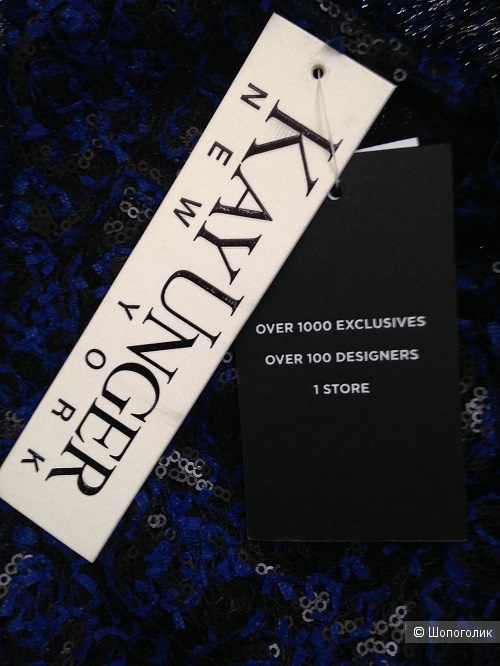 KAY UNGER
NEW YORK
OVER 1000 EXCLUSIVES
OVER 100 DESIGNERS
1 STORE
© Шопоголик